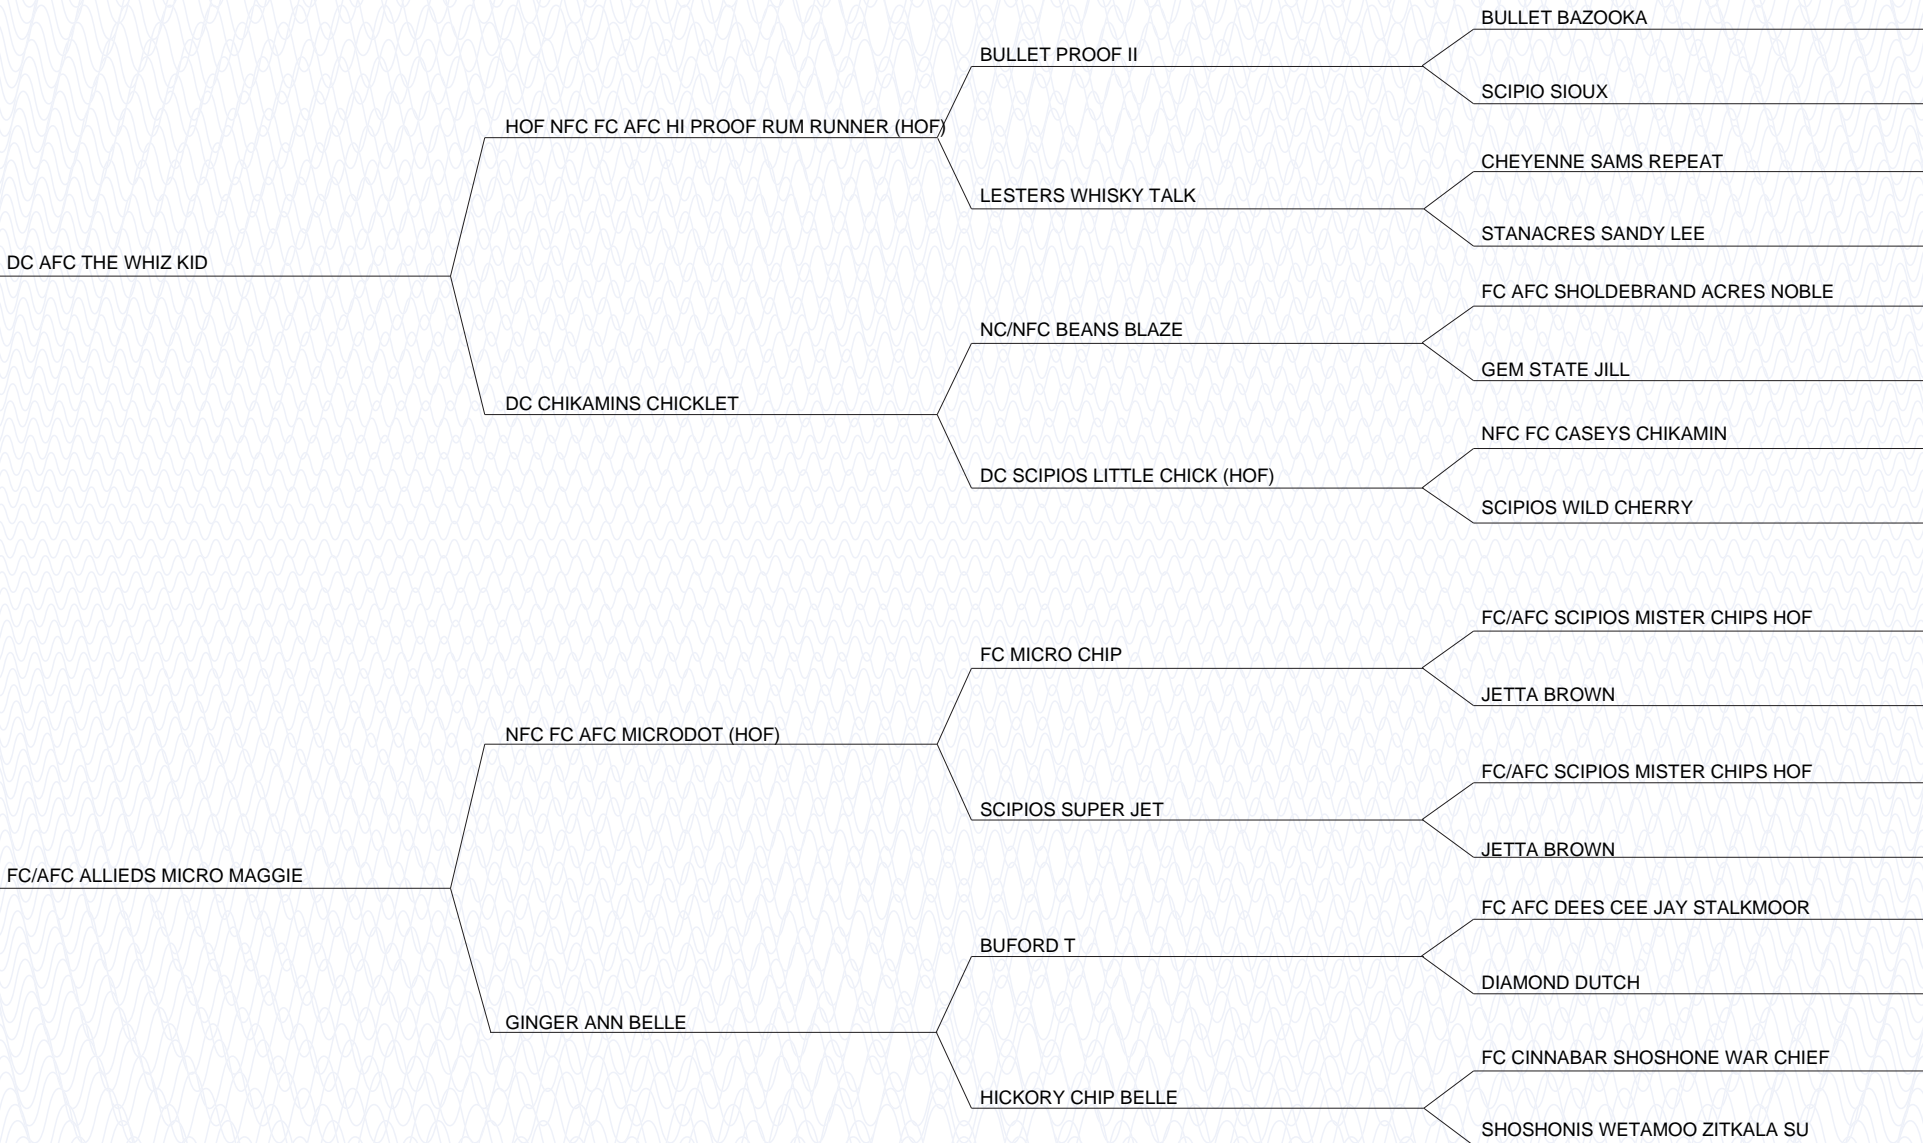 BULLET BAZOOKA
BULLET PROOF II
SCIPIO SIOUX
HOF NFC FC AFC HI PROOF RUM RUNNER (HOF)
CHEYENNE SAMS REPEAT
LESTERS WHISKY TALK
STANACRES SANDY LEE
DC AFC THE WHIZ KID
FC AFC SHOLDEBRAND ACRES NOBLE
NC/NFC BEANS BLAZE
GEM STATE JILL
DC CHIKAMINS CHICKLET
NFC FC CASEYS CHIKAMIN
DC SCIPIOS LITTLE CHICK (HOF)
SCIPIOS WILD CHERRY
FC/AFC SCIPIOS MISTER CHIPS HOF
FC MICRO CHIP
JETTA BROWN
NFC FC AFC MICRODOT (HOF)
FC/AFC SCIPIOS MISTER CHIPS HOF
SCIPIOS SUPER JET
JETTA BROWN
FC/AFC ALLIEDS MICRO MAGGIE
FC AFC DEES CEE JAY STALKMOOR
BUFORD T
DIAMOND DUTCH
GINGER ANN BELLE
FC CINNABAR SHOSHONE WAR CHIEF
HICKORY CHIP BELLE
SHOSHONIS WETAMOO ZITKALA SU